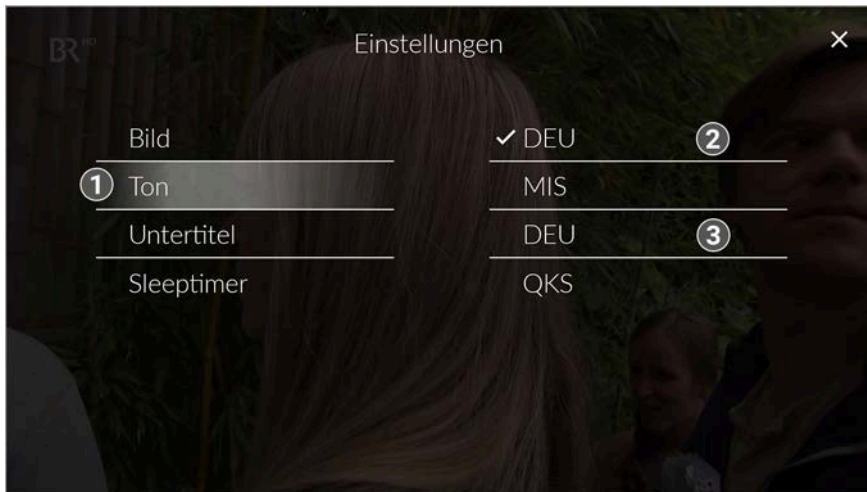 BR HD
Einstellungen
Bild
✓ DEU
2
1
Ton
MIS
Untertitel
DEU
3
Sleeptimer
QKS